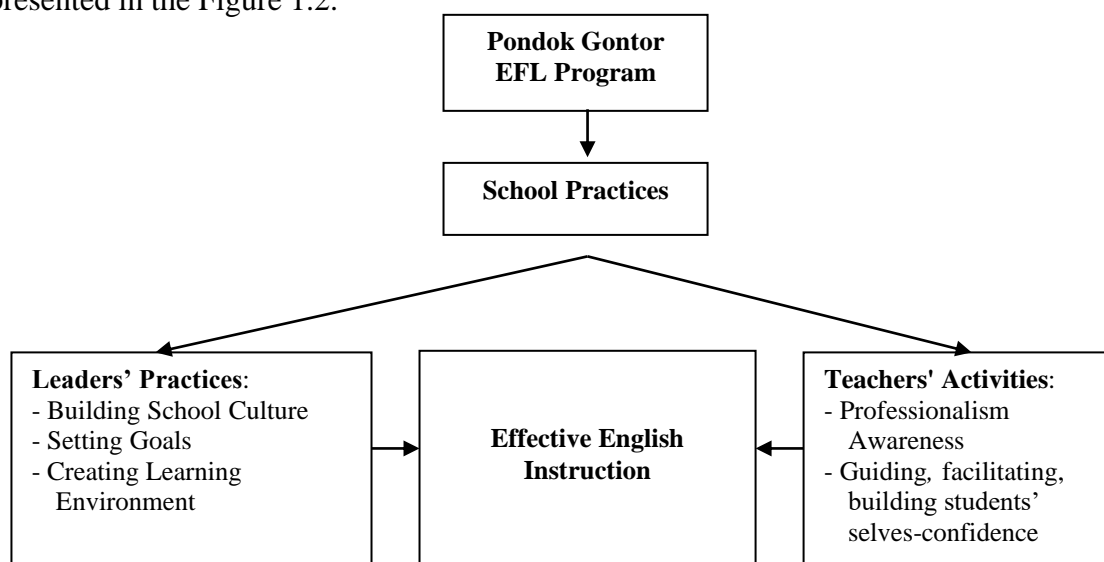 presented in the Figure 1.2.
Pondok Gontor
EFL Program
School Practices
Leaders’ Practices:
- Building School Culture
- Setting Goals
- Creating Learning
Environment
Effective English
Instruction
Teachers' Activities:
- Professionalism
Awareness
- Guiding, facilitating,
building students’
selves-confidence